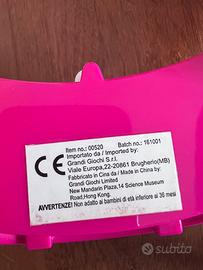 Item no.: 00520 Batch no.: 161001
Importato da / Imported by:
Grandi Giochi S.r.l.
Viale Europa,22-20861 Brugherio(MB)
Fabbricato in Cina da / Made in China by:
Grandi Giochi Limited
New Mandarin Plaza,14 Science Museum
Road,Hong Kong.
CE
AVVERTENZE! Non adatto ai bambini di età inferiore ai 36 mesi
subito